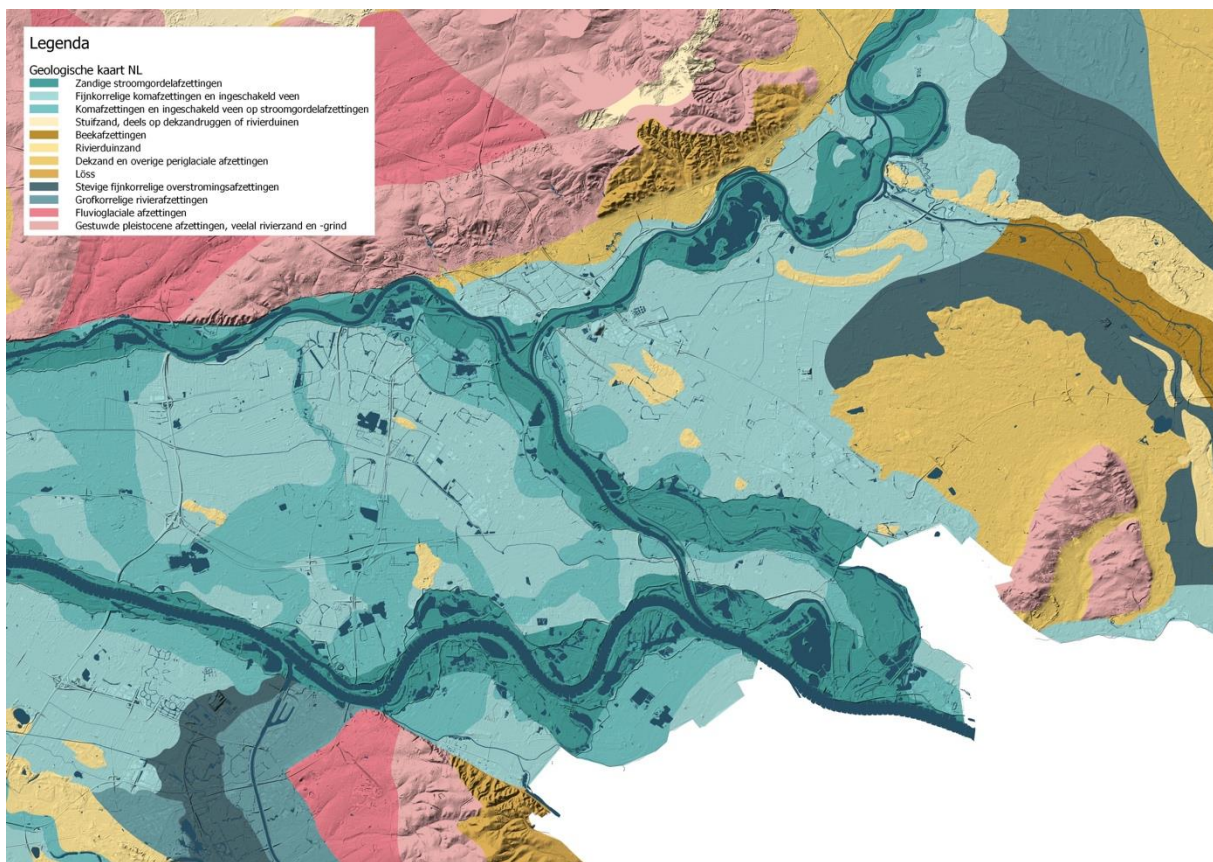 Legenda
Geologische kaart NL
Zandige stroomgordelafzettingen
Fijnkorrelige komafzettingen en ingeschakeld veen
Komafzettingen en ingeschakeld veen op stroomgordelafzettingen
Stuifzand, deels op dekzandruggen of rivierduinen
Beekafzettingen
Rivierduinzand
Dekzand en overige periglaciale afzettingen
Löss
Stevige fijnkorrelige overstromingsafzettingen
Grofkorrelige rivierafzettingen
Fluvioglaciale afzettingen
Gestuwde pleistocene afzettingen, veelal rivierzand en -grind